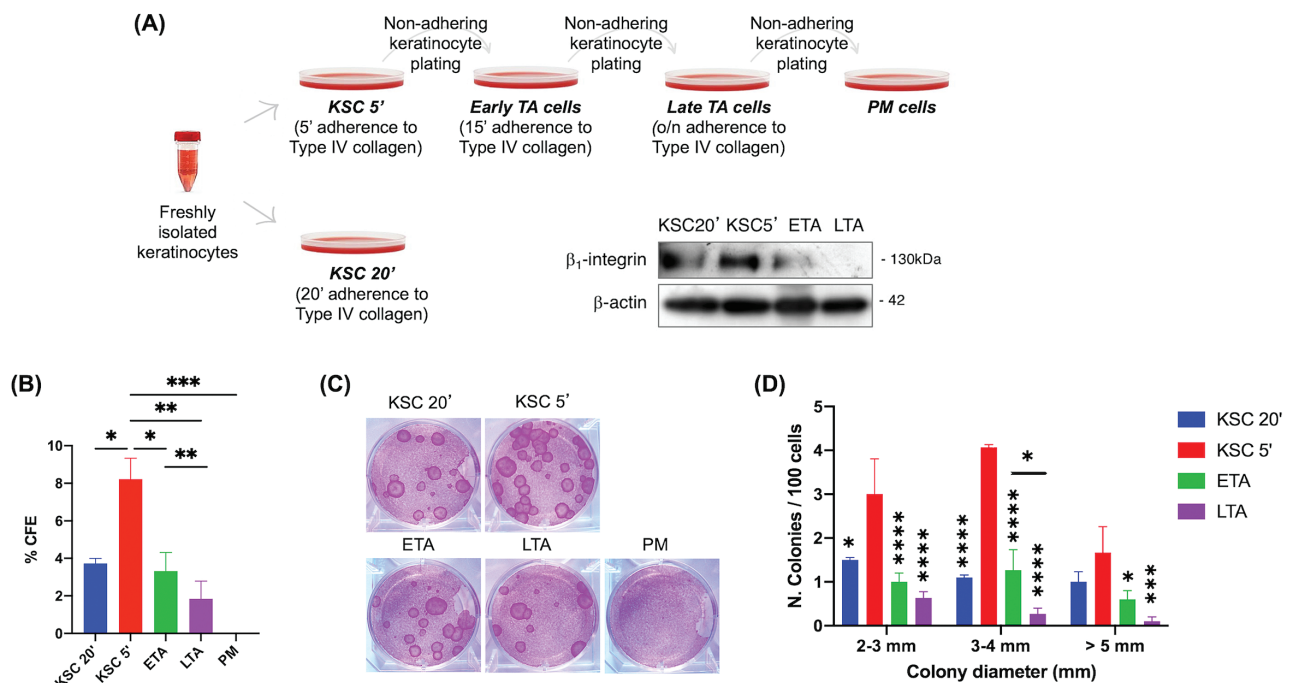 (A)
Non-adhering
keratinocyte
plating
Non-adhering
keratinocyte
plating
Non-adhering
keratinocyte
plating
KSC 5’
(5’ adherence to
Type IV collagen)
Early TA cells
(15’ adherence to
Type IV collagen)
Late TA cells
(o/n adherence to
Type IV collagen)
PM cells
Freshly
isolated
keratinocytes
KSC 20’
(20’ adherence to
Type IV collagen)
KSC20’ KSC5’ ETA LTA
β1-integrin
- 130kDa
β-actin
- 42
(B)
***
**
* *
**
% CFE
10
8
6
4
2
0
KSC 20’
KSC 5’
ETA
LTA
PM
(C)
KSC 20’
KSC 5’
ETA
LTA
PM
(D)
N. Colonies / 100 cells
5
4
3
2
1
0
*
****
****
****
****
*
****
*
***
2-3 mm
3-4 mm
> 5 mm
Colony diameter (mm)
KSC 20'
KSC 5'
ETA
LTA